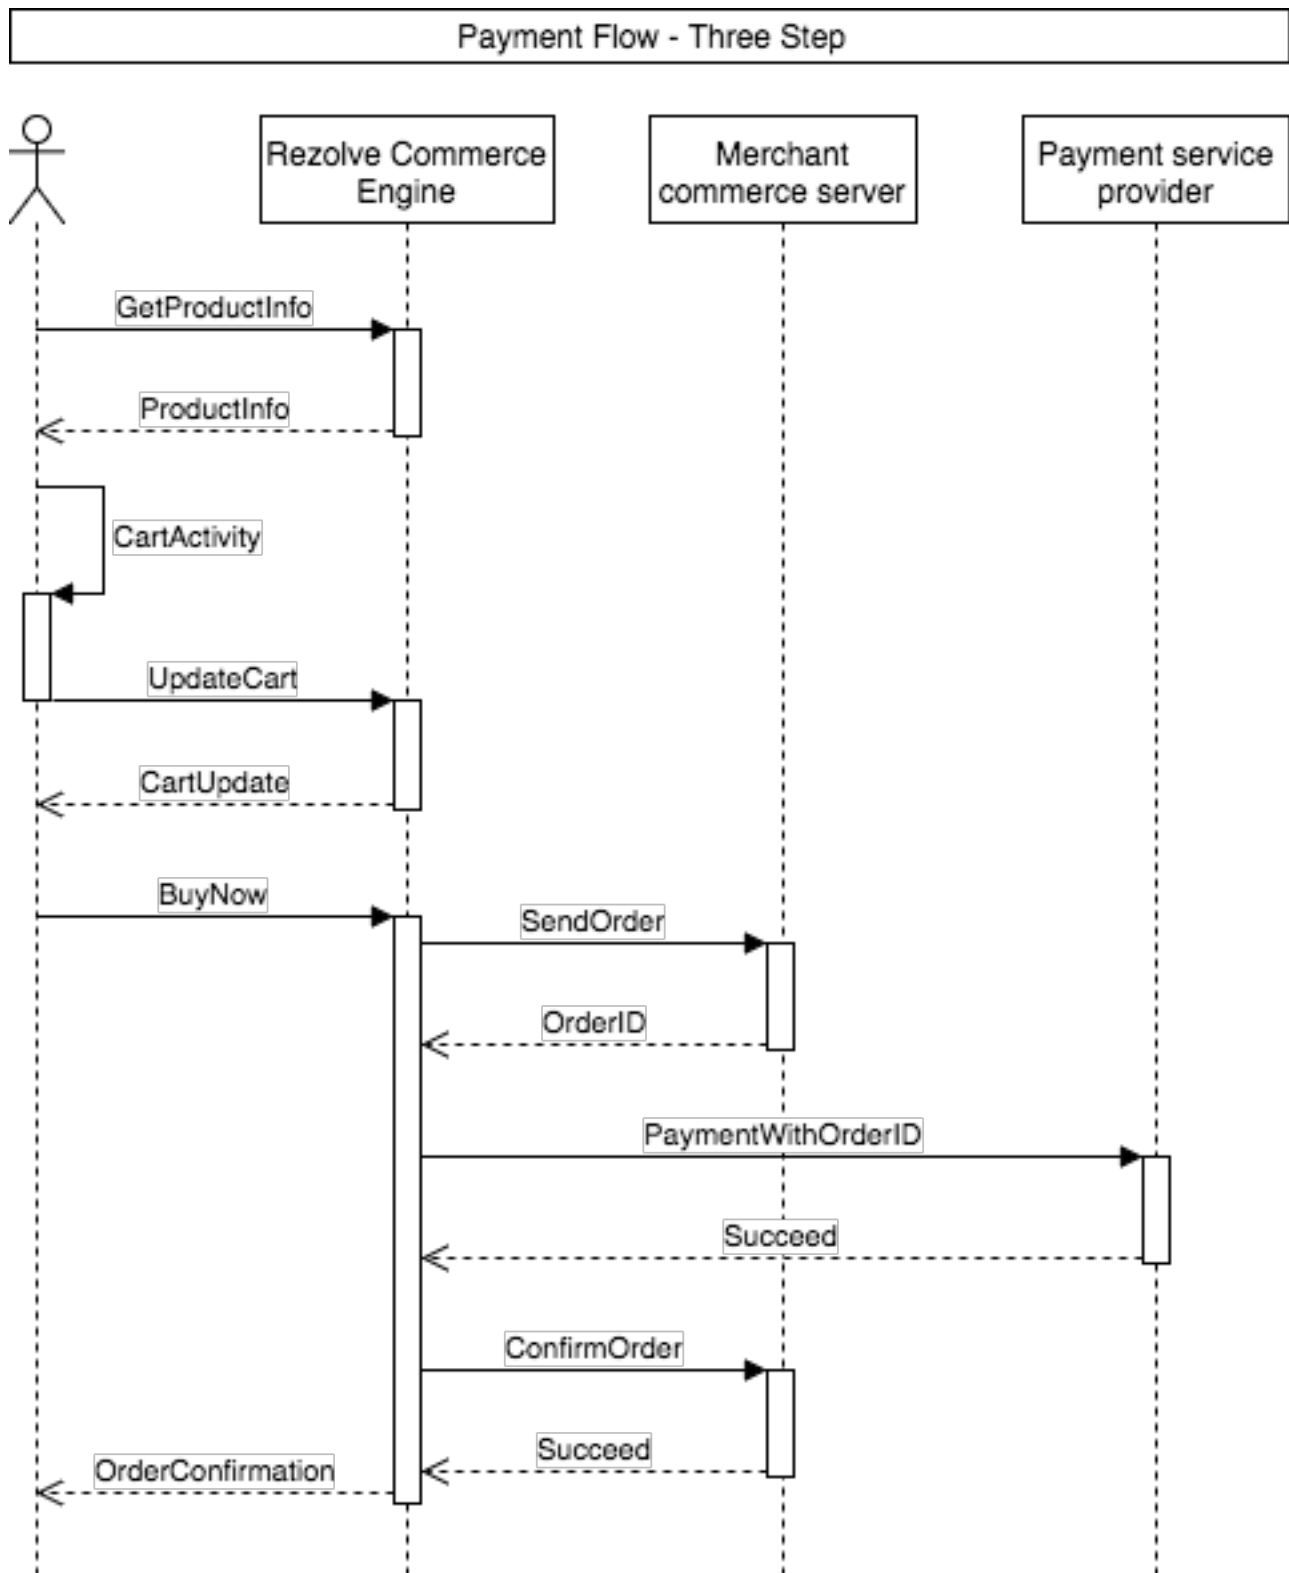 Payment Flow - Three Step
Rezolve Commerce
Engine
Merchant
commerce server
Payment service
provider
GetProductInfo
ProductInfo
CartActivity
UpdateCart
CartUpdate
BuyNow
SendOrder
OrderID
PaymentWithOrderID
Succeed
ConfirmOrder
Succeed
OrderConfirmation